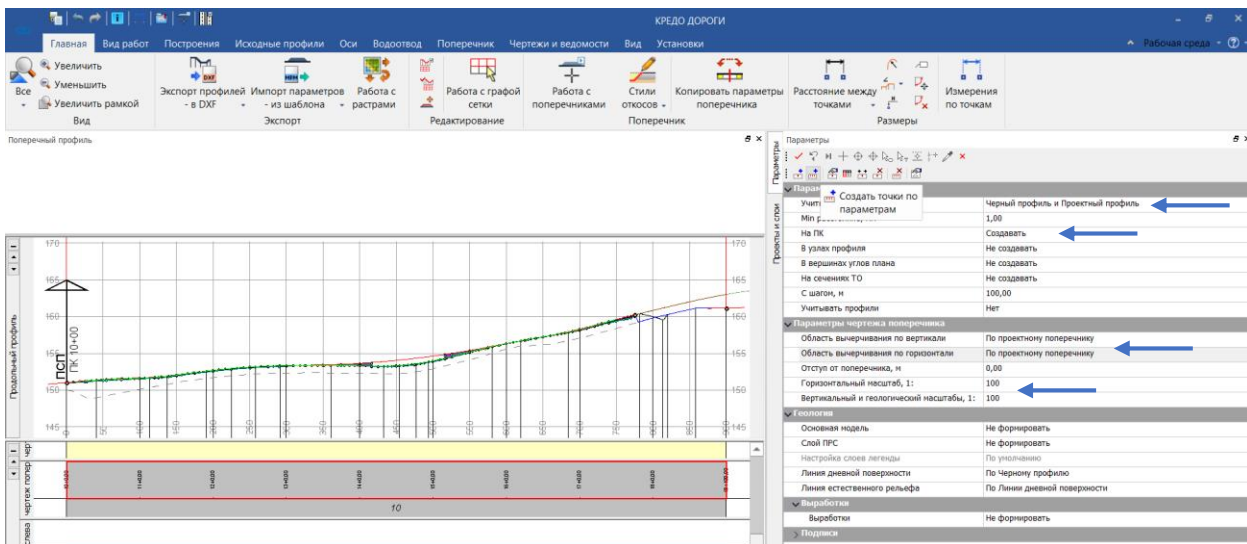 КРЕДО ДОРОГИ
Главная Вид работ Построения Исходные профили Оси Водоотвод Поперечник Чертежи и ведомости Вид Установки Рабочая среда
Все
Увеличить
Уменьшить
Увеличить рамкой
Вид
Экспорт профилей - в DXF
Импорт параметров - из шаблона
Работа с растрами
Экспорт
Работа с графой сетки
Редактирование
Работа с поперечниками
Стили откосов
Копировать параметры поперечника
Поперечник
Расстояние между точками
Измерения по точкам
Размеры
Поперечный профиль
Продольный профиль
170 170
165 165
160 160
155 155
150 150
145 145
ПСП
ПК 10+00
10
Параметры
Проекты и слои
Параметры
Создать точки по параметрам
Черный профиль и Проектный профиль
1,00
На ПК Создавать
В узлах профиля Не создавать
В вершинах углов плана Не создавать
На сечениях ТО Не создавать
С шагом, м 100,00
Учитывать профили Нет
Параметры чертежа поперечника
Область вычерчивания по вертикали По проектному поперечнику
Область вычерчивания по горизонтали По проектному поперечнику
Отступ от поперечника, м 0,00
Горизонтальный масштаб, 1: 100
Вертикальный и геологический масштабы, 1: 100
Геология
Основная модель Не формировать
Слой ПРС Не формировать
Настройка слоев легенды По умолчанию
Линия дневной поверхности По Черному профилю
Линия естественного рельефа По Линии дневной поверхности
Выработки
Выработки Не формировать
Подписи